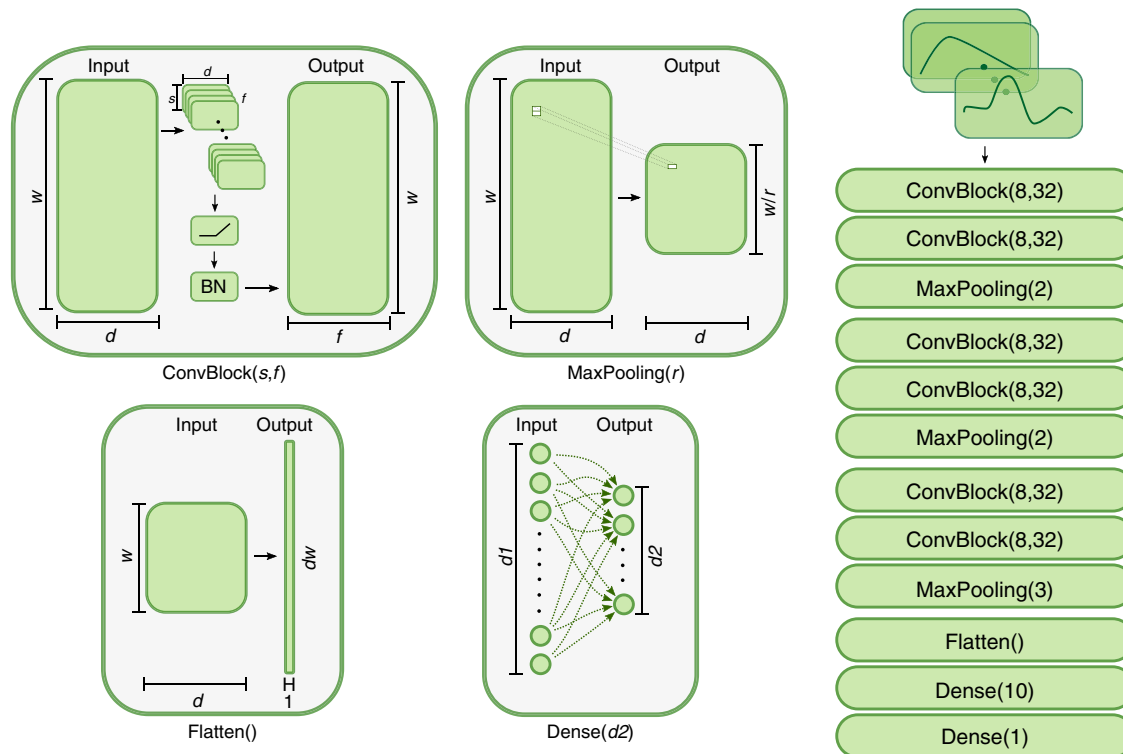 Input
Output
d
s
f
w
w
BN
d
f
ConvBlock(s,f)
Input
Output
w
w/r
d
d
MaxPooling(r)
Input
Output
w
dw
d
H
1
Flatten()
Input
Output
d1
d2
Dense(d2)
ConvBlock(8,32)
ConvBlock(8,32)
MaxPooling(2)
ConvBlock(8,32)
ConvBlock(8,32)
MaxPooling(2)
ConvBlock(8,32)
ConvBlock(8,32)
MaxPooling(3)
Flatten()
Dense(10)
Dense(1)